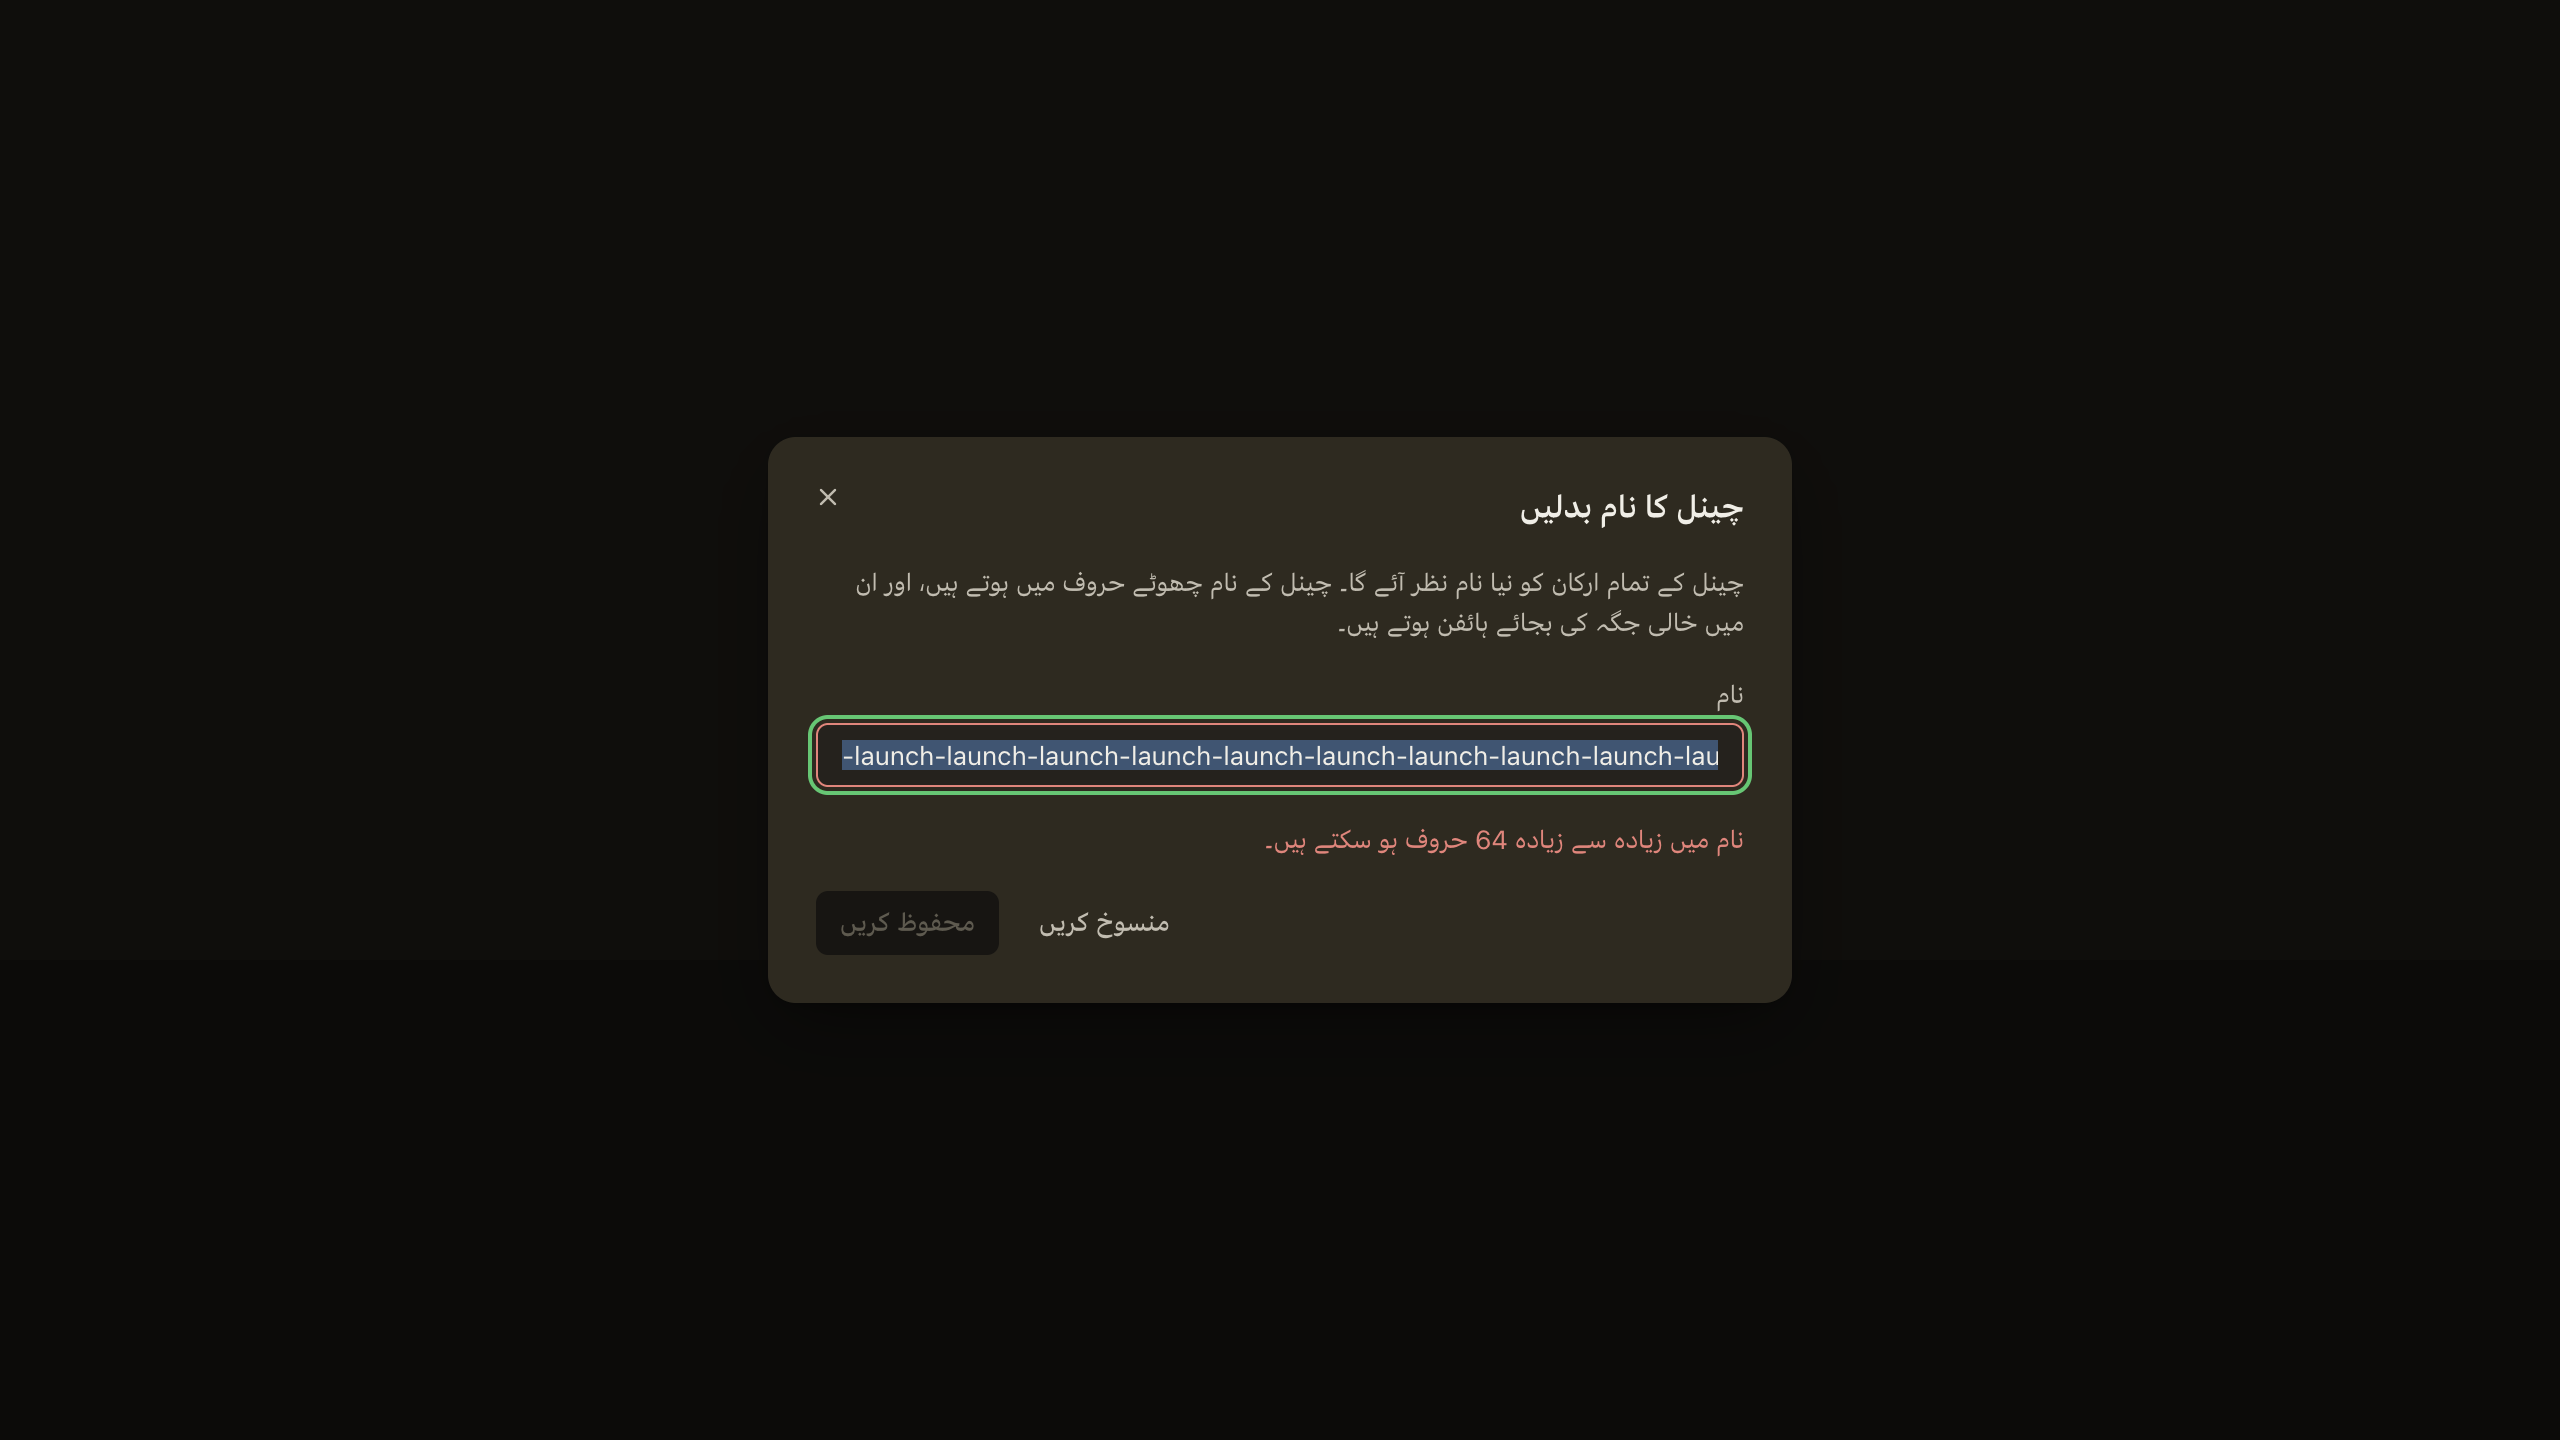 چینل کا نام بدلیں
چینل کے تمام ارکان کو نیا نام نظر آئے گا۔ چینل کے نام چھوٹے حروف میں ہوتے ہیں، اور ان
میں خالی جگہ کی بجائے ہائفن ہوتے ہیں۔
نام
-launch-launch-launch-launch-launch-launch-launch-launch-launch-lau
نام میں زیادہ سے زیادہ 64 حروف ہو سکتے ہیں۔
منسوخ کریں
محفوظ کریں